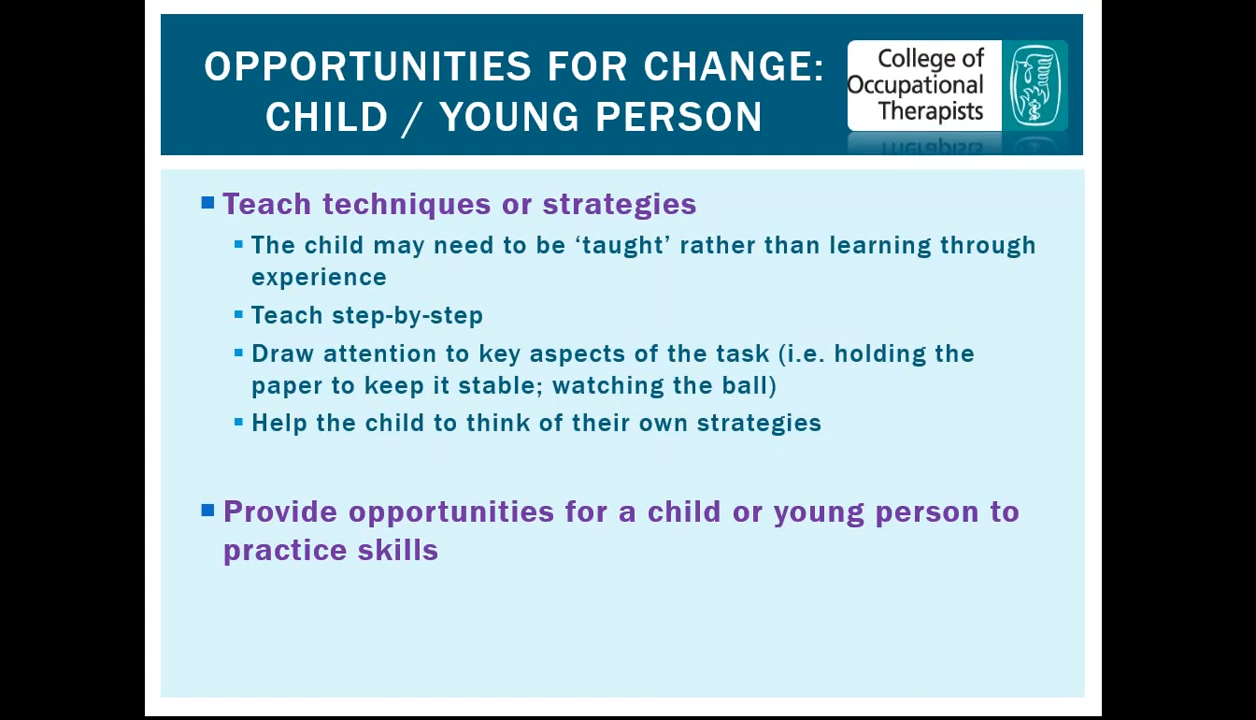 OPPORTUNITIES FOR CHANGE:
CHILD / YOUNG PERSON
College of
Occupational
Therapists
Teach techniques or strategies
The child may need to be ‘taught’ rather than learning through
experience
Teach step-by-step
Draw attention to key aspects of the task (i.e. holding the
paper to keep it stable; watching the ball)
Help the child to think of their own strategies
Provide opportunities for a child or young person to
practice skills